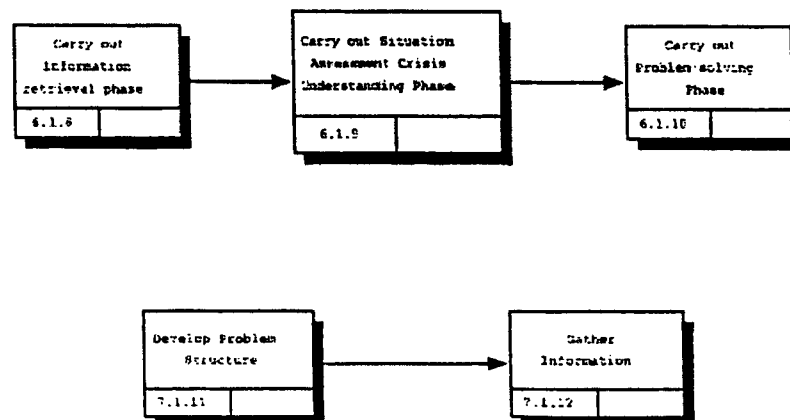 Carry out
Information
retrieval phase
6.1.8
Carry out Situation
Assessment Crisis
Understanding Phase
6.1.9
Carry out
Problem-solving
Phase
6.1.10
Develop Problem
Structure
7.1.11
Gather
Information
7.1.12